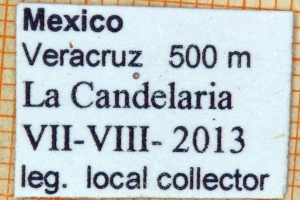 Mexico
Veracruz 500 m
La Candelaria
VII-VIII- 2013
leg. local collector